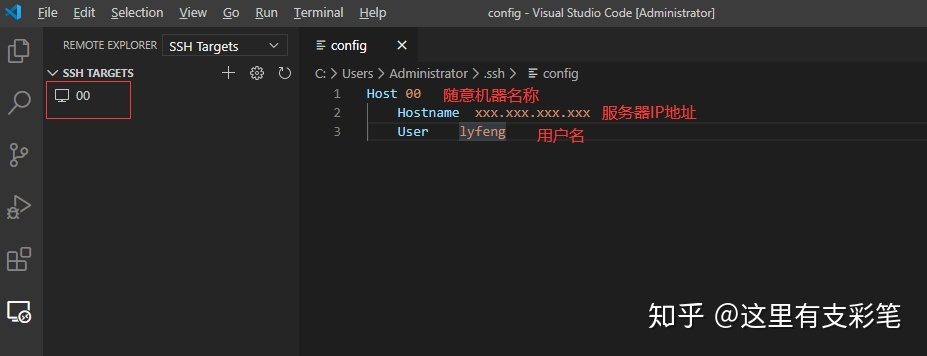 File Edit Selection View Go Run Terminal Help config - Visual Studio Code [Administrator]
REMOTE EXPLORER SSH Targets
SSH TARGETS
00
config
C: > Users > Administrator > .ssh > config
1 Host 00 随意机器名称
2 Hostname xxx.xxx.xxx.xxx 服务器IP地址
3 User lyfeng 用户名
知乎 @这里有支彩笔